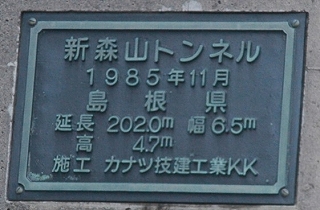 新森山トンネル
1985年11月
島根県
延長 202.0m 幅 6.5m
高 4.7m
施工 カナツ技建工業KK